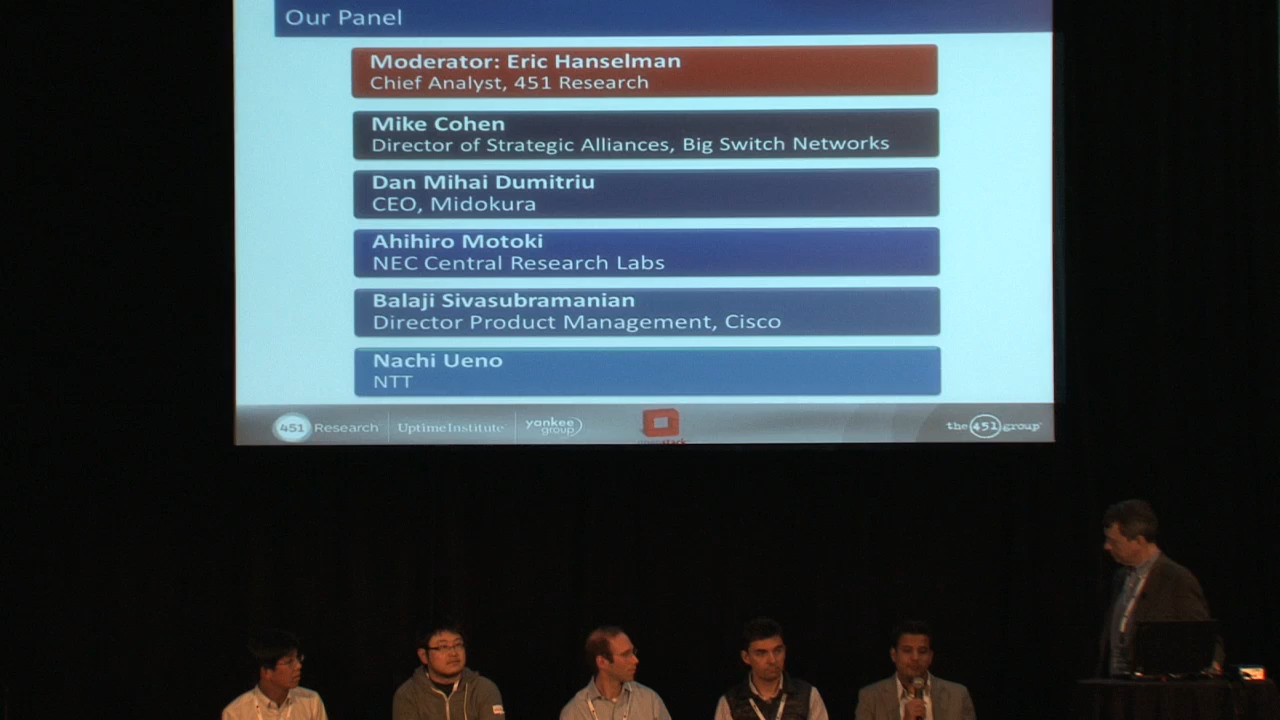 Our Panel
Moderator: Eric Hanselman
Chief Analyst, 451 Research
Mike Cohen
Director of Strategic Alliances, Big Switch Networks
Dan Mihai Dumitriu
CEO, Midokura
Ahihiro Motoki
NEC Central Research Labs
Balaji Sivasubramanian
Director Product Management, Cisco
Nachi Ueno
NTT
451 Research UptimeInstitute yankee group the 451 group